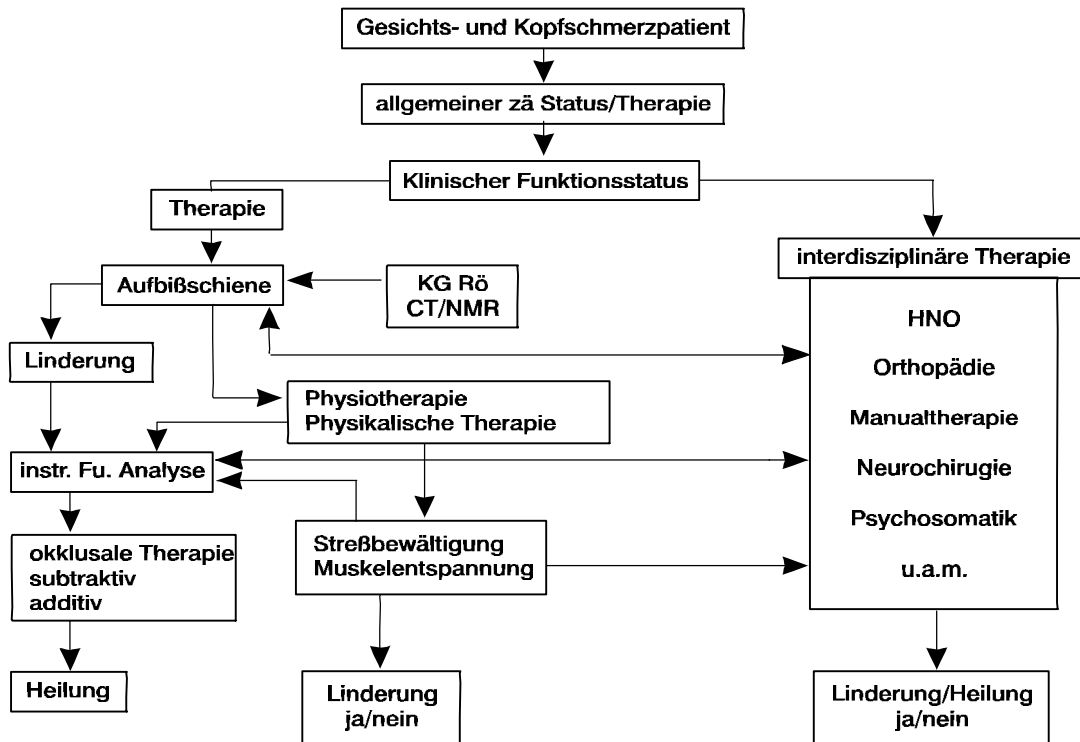 Gesichts- und Kopfschmerzpatient
allgemeiner zä Status/Therapie
Klinischer Funktionsstatus
Therapie
interdisziplinäre Therapie
Aufbißschiene
KG Rö
CT/NMR
HNO
Linderung
Orthopädie
Physiotherapie
Physikalische Therapie
Manualtherapie
instr. Fu. Analyse
Neurochirugie
Psychosomatik
okklusale Therapie
subtraktiv
additiv
Streßbewältigung
Muskelentspannung
u.a.m.
Heilung
Linderung
ja/nein
Linderung/Heilung
ja/nein